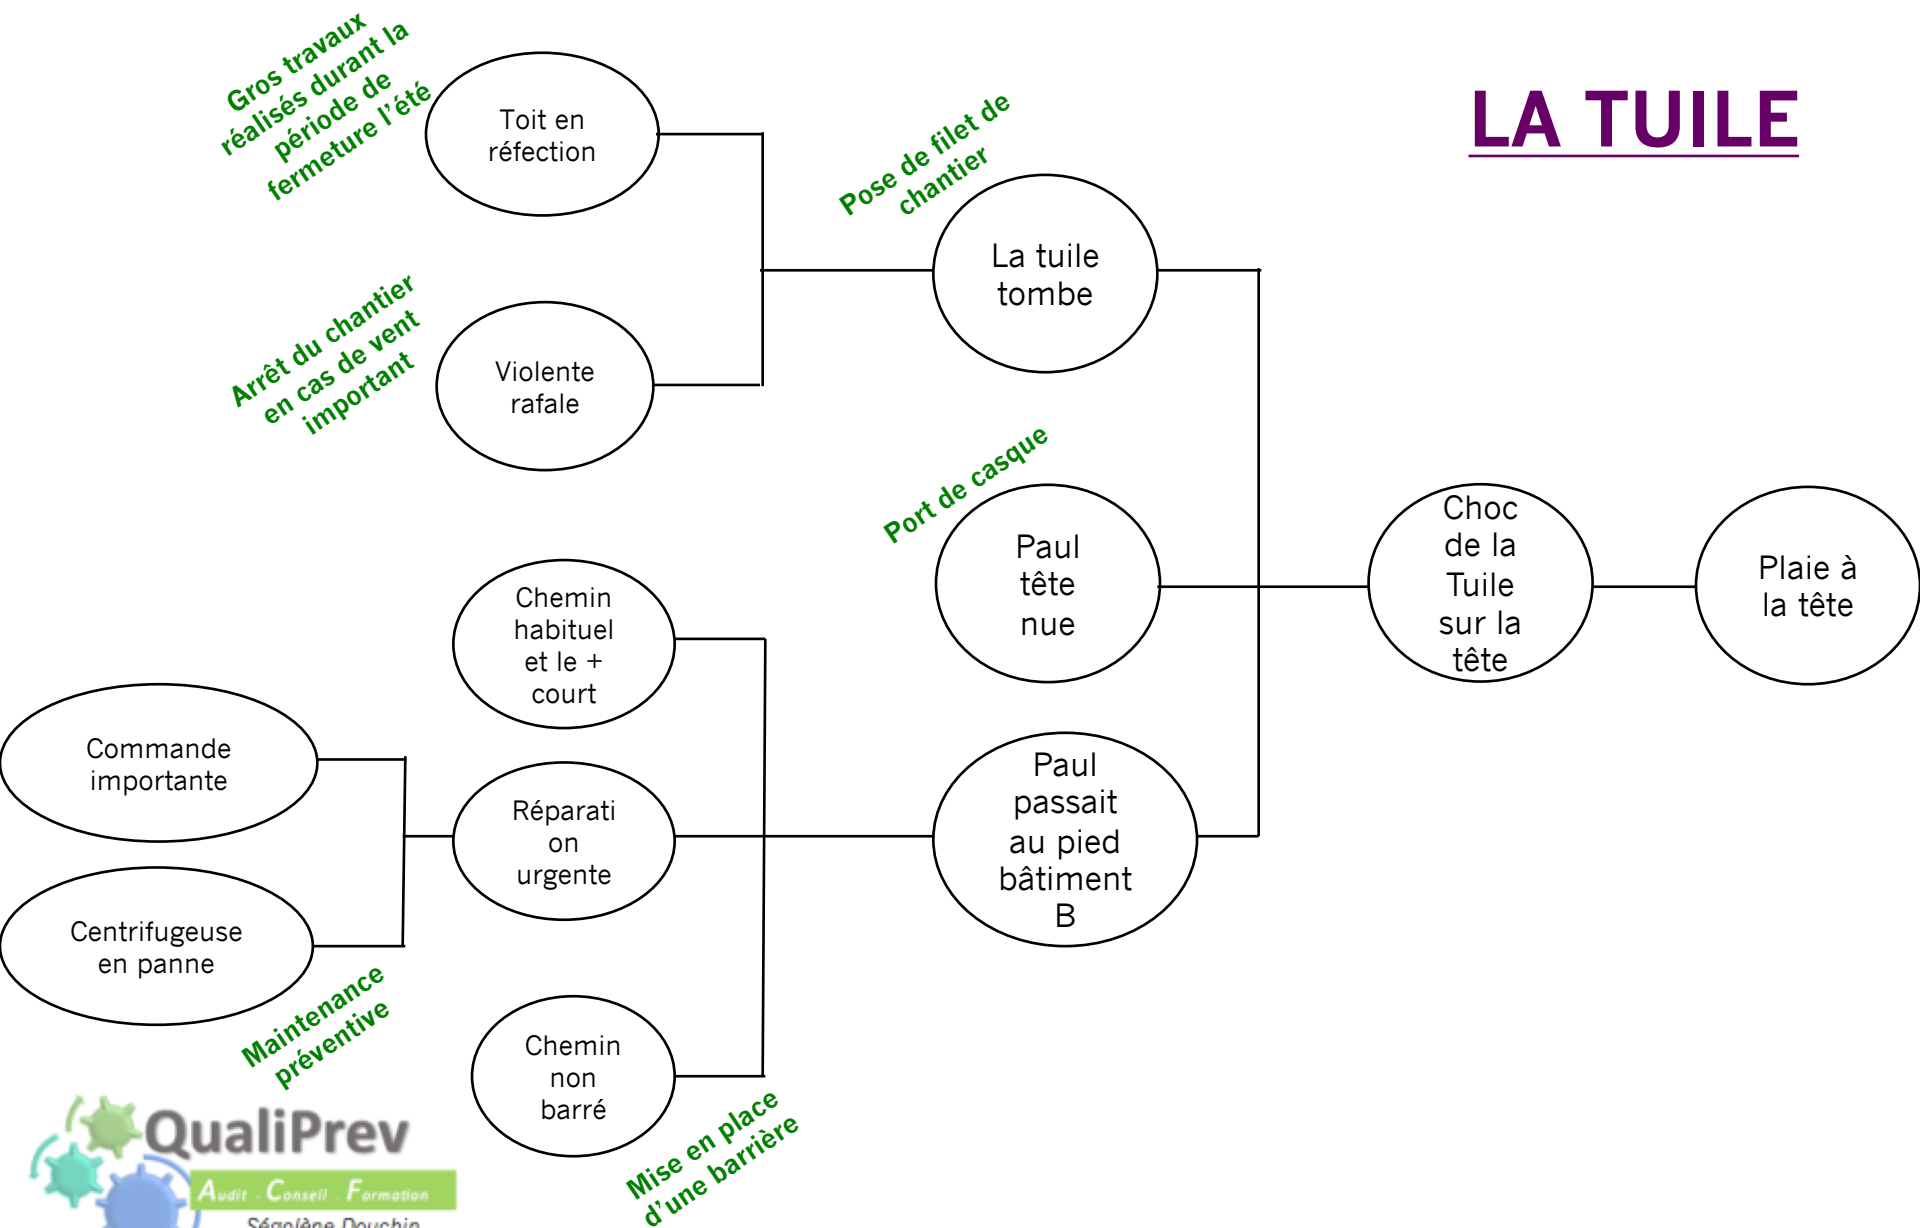 LA TUILE
Gros travaux
réalisés durant la
période de
fermeture l'été
Toit en
réfection
Pose de filet de
chantier
La tuile
tombe
Arrêt du chantier
en cas de vent
important
Violente
rafale
Port de casque
Paul
tête
nue
Choc
de la
Tuile
sur la
tête
Plaie à
la tête
Chemin
habituel
et le +
court
Commande
importante
Réparati
on
urgente
Paul
passait
au pied
bâtiment
B
Centrifugeuse
en panne
Maintenance
préventive
Chemin
non
barré
Mise en place
d'une barrière
QualiPrev
Audit - Conseil - Formation
Ségolène Douchin